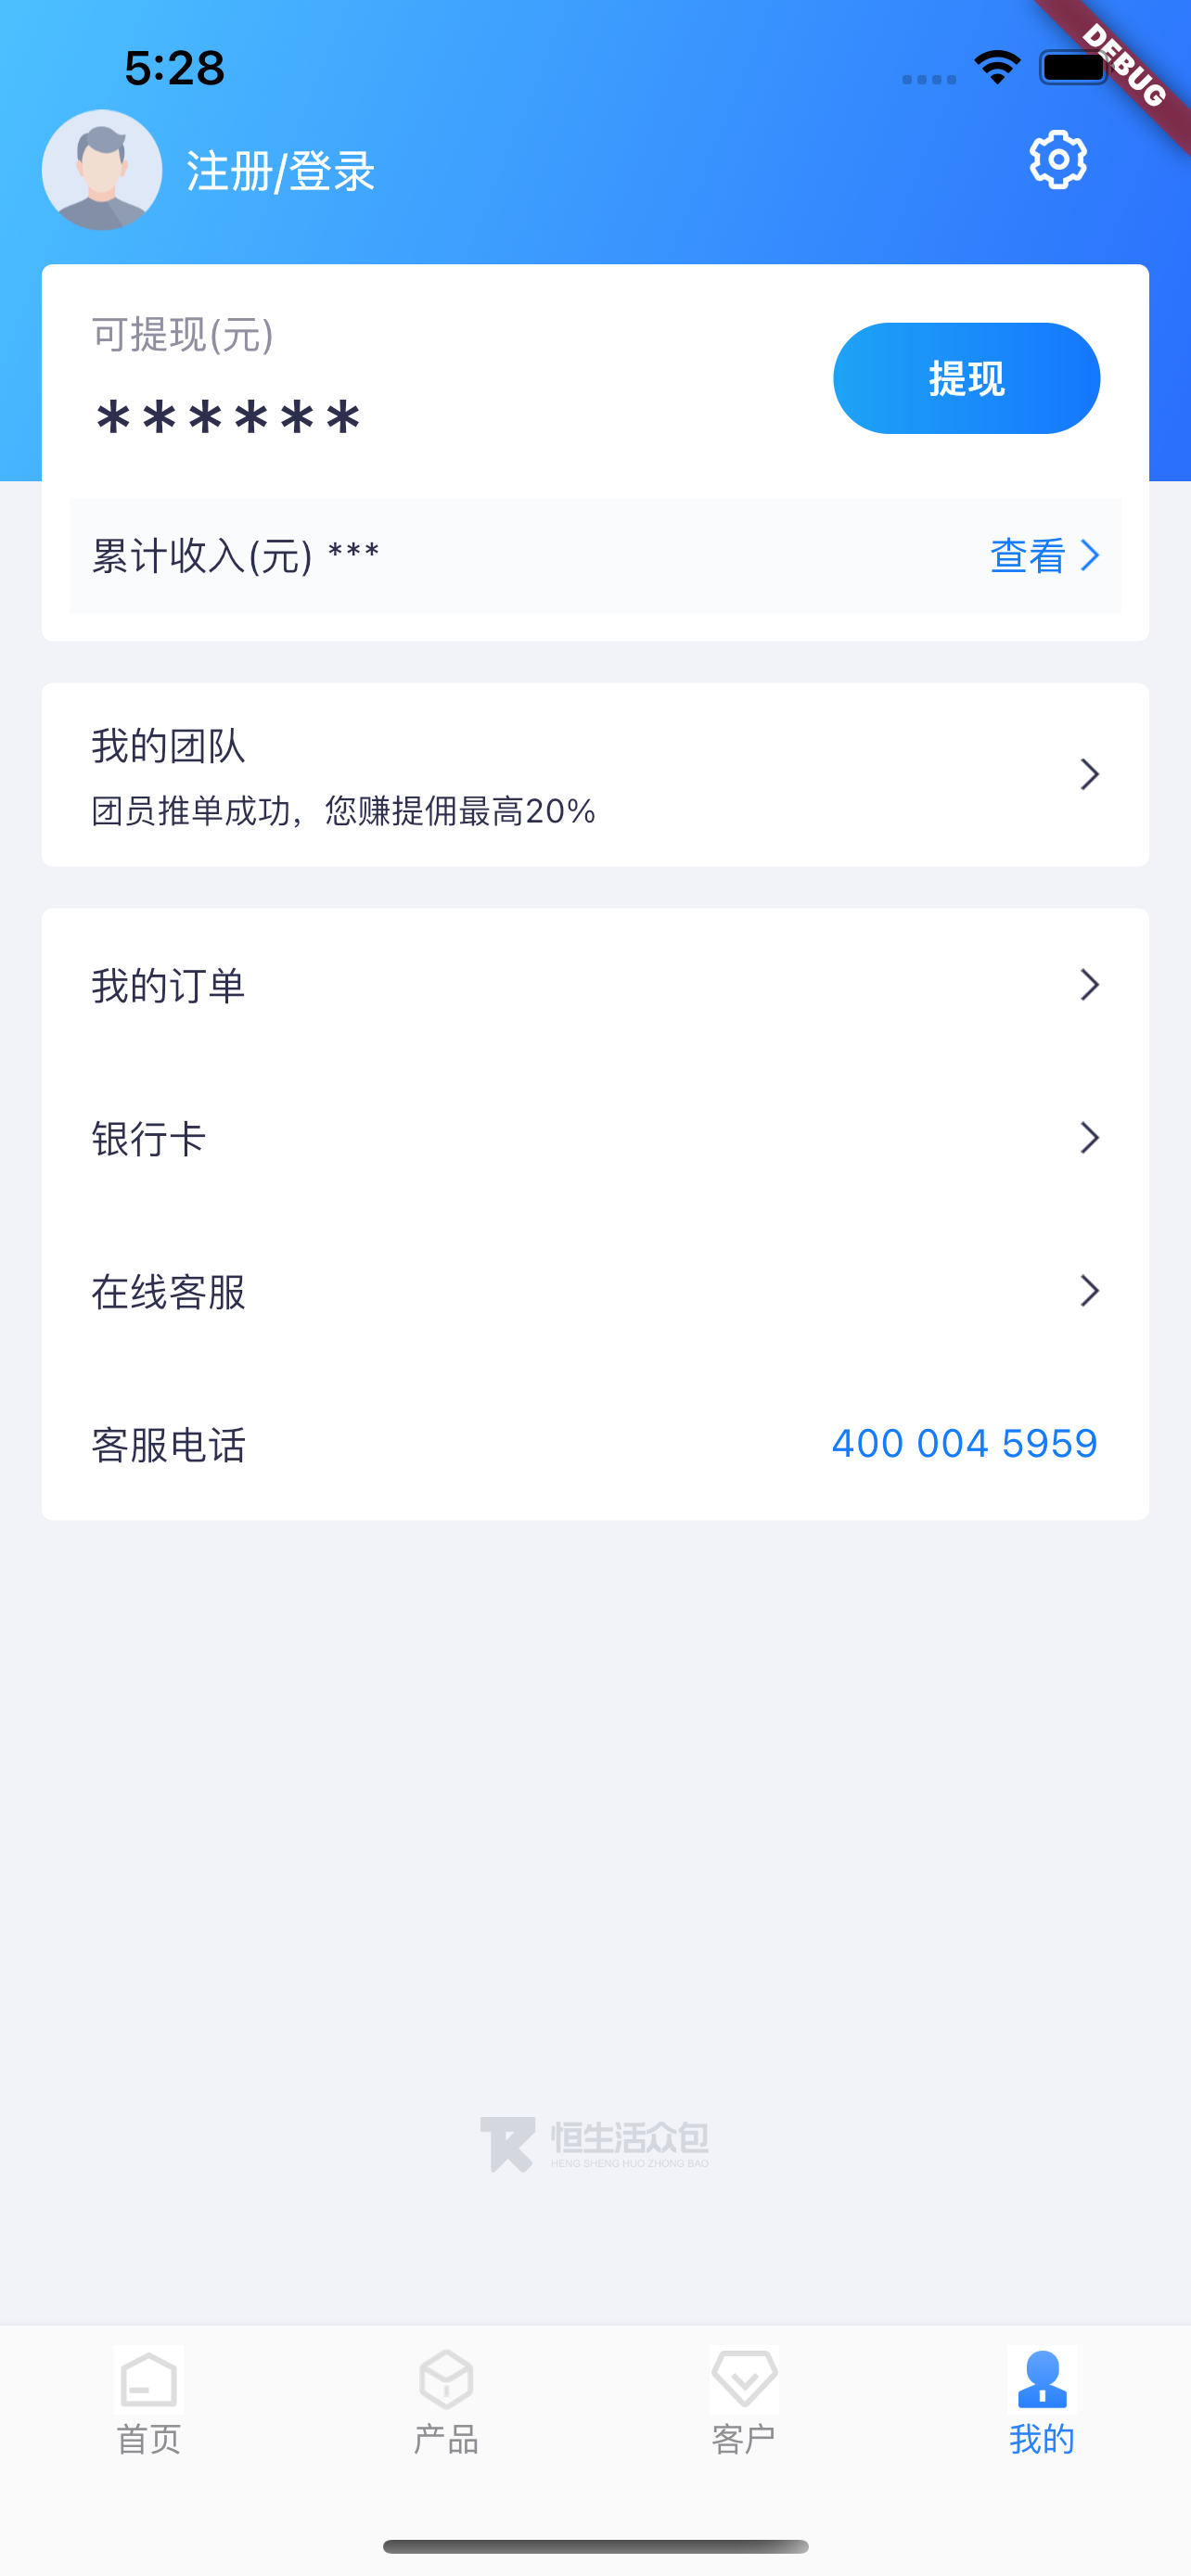 5:28
DEBUG
注册/登录
可提现(元)
******
提现
累计收入(元) ***
查看
我的团队
团员推单成功，您赚提佣最高20%
我的订单
银行卡
在线客服
客服电话
400 004 5959
恒生活众包
HENG SHENG HUO ZHONG BAO
首页
产品
客户
我的